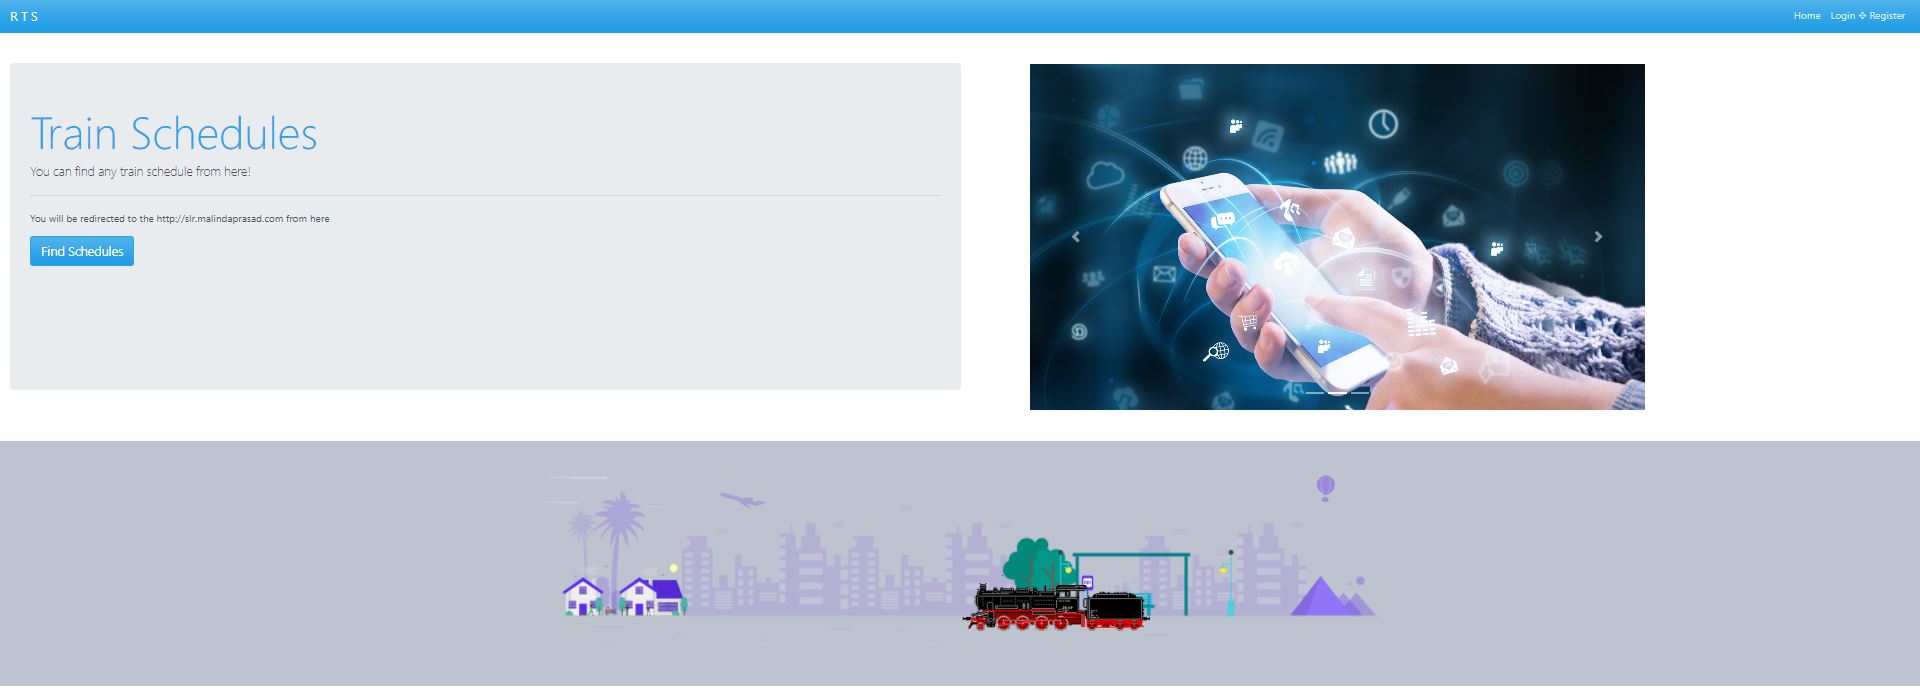 R T S
Home Login ✣ Register
Train Schedules
You can find any train schedule from here!
You will be redirected to the http://slr.malindaprasad.com from here
Find Schedules